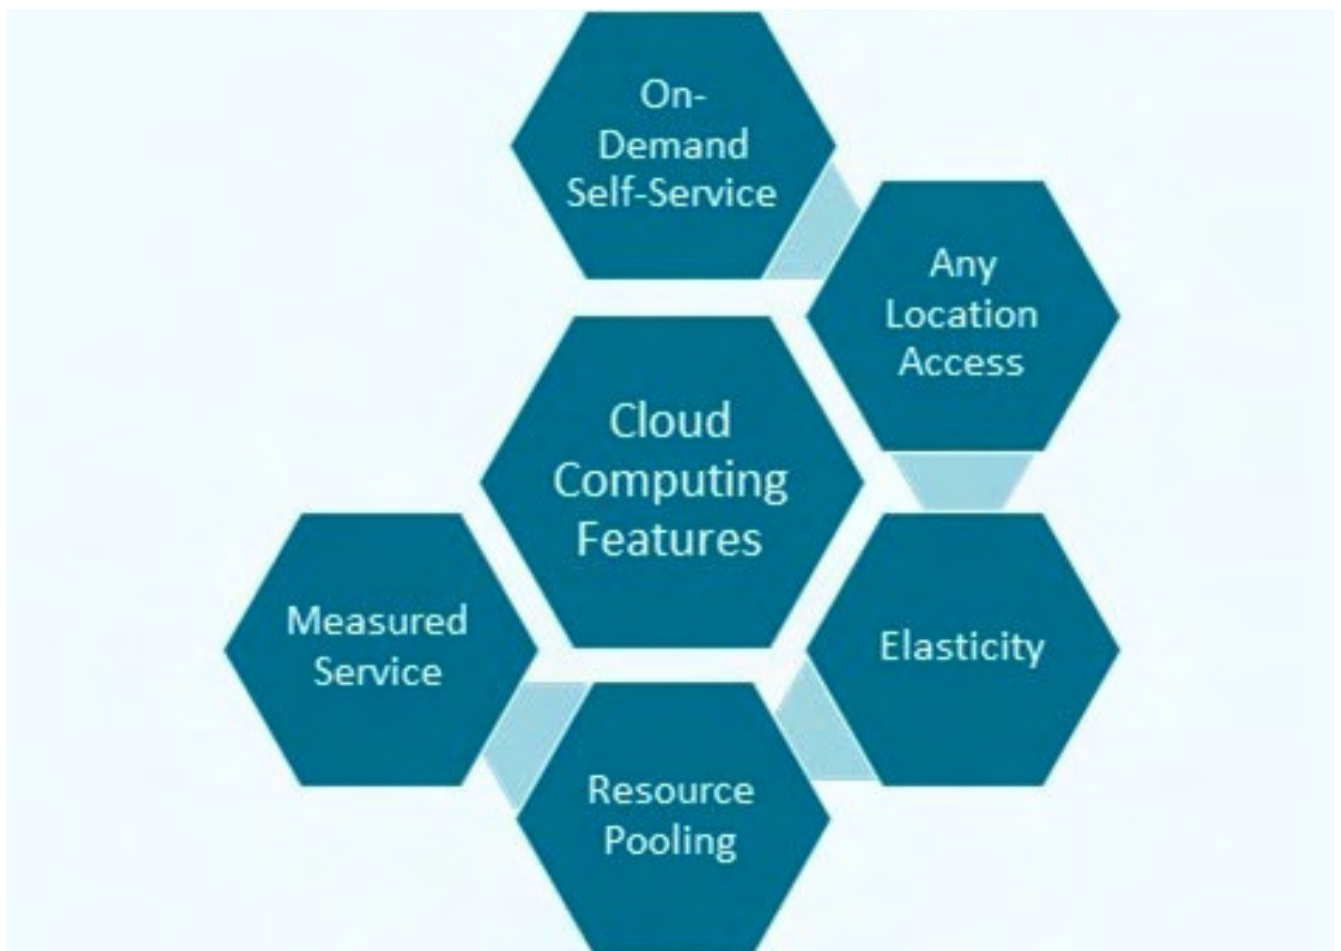 On-
Demand
Self-Service
Any
Location
Access
Cloud
Computing
Features
Elasticity
Measured
Service
Resource
Pooling